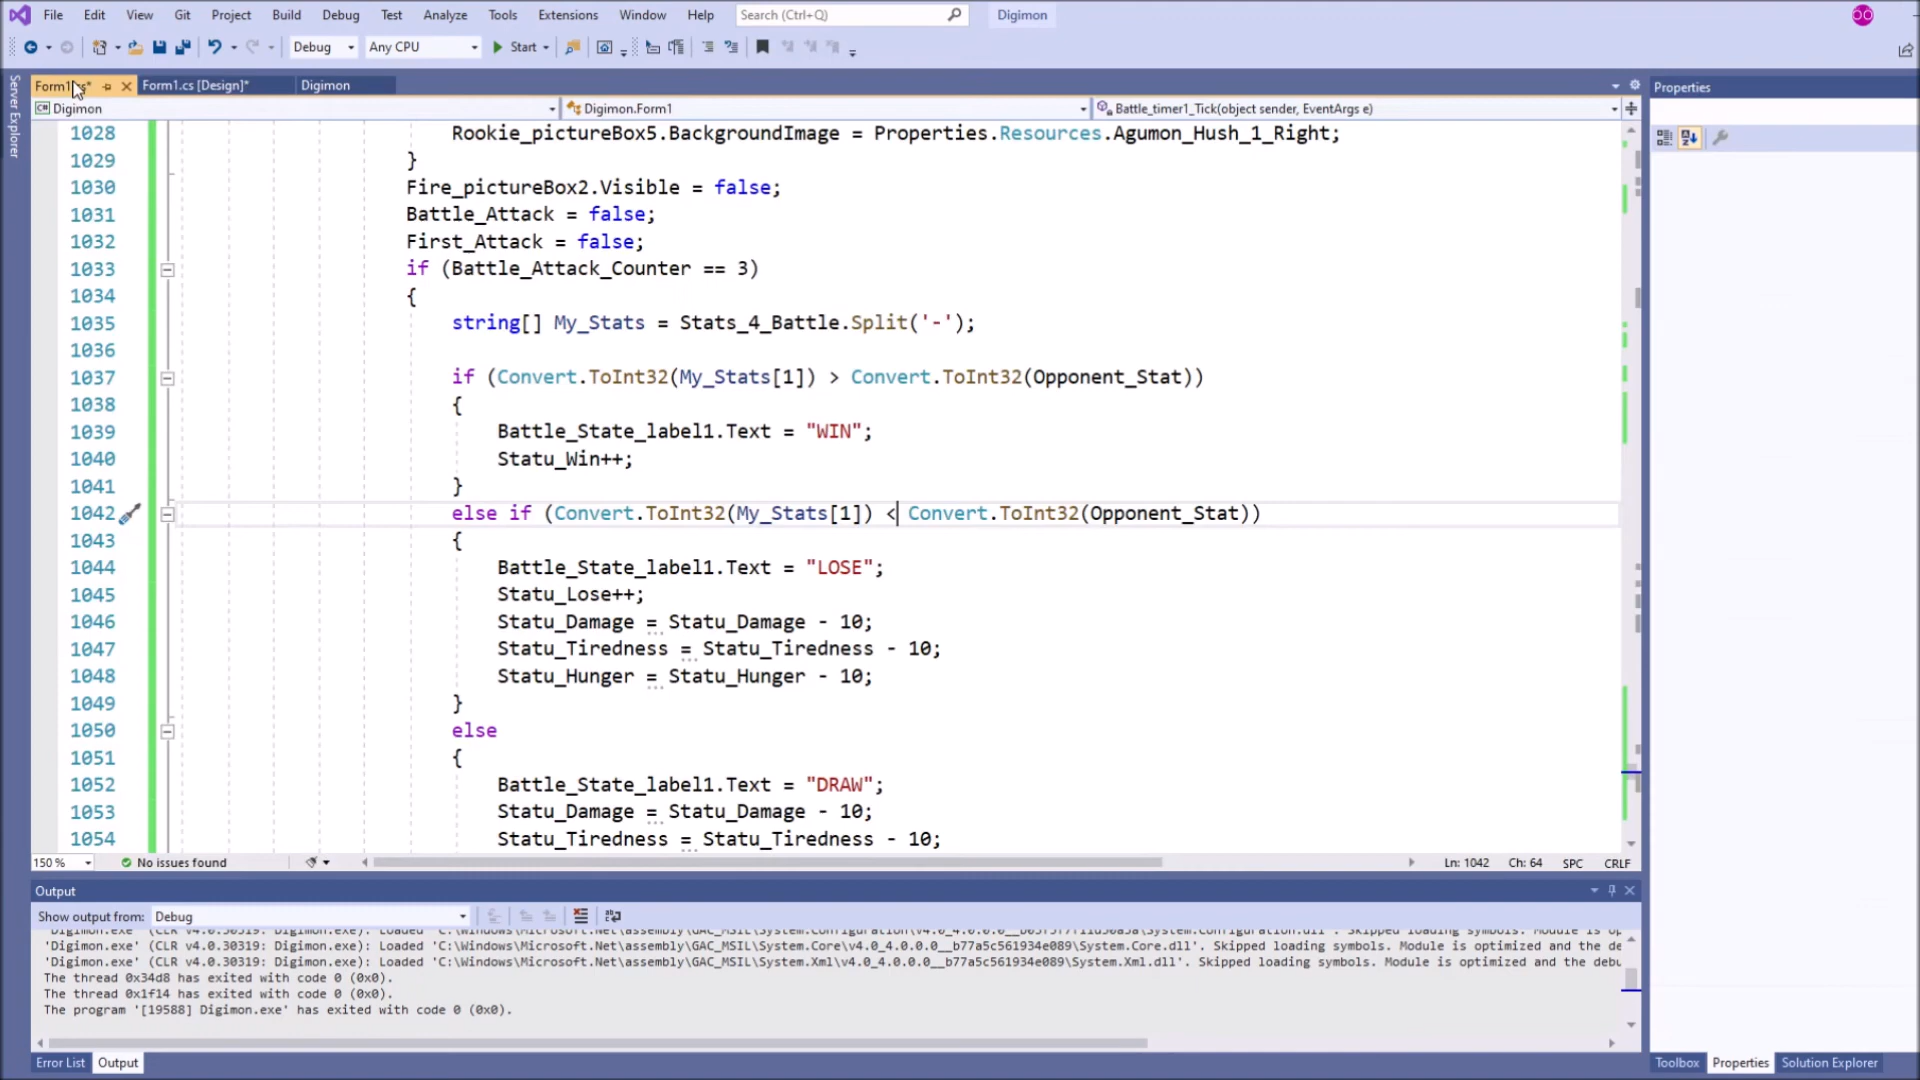 File Edit View Git Project Build Debug Test Analyze Tools Extensions Window Help Search (Ctrl+Q) Digimon
Debug Any CPU Start
Server Explorer
Form1.cs* Form1.cs [Design]* Digimon
Digimon Digimon.Form1 Battle_timer1_Tick(object sender, EventArgs e)
Properties
1028 Rookie_pictureBox5.BackgroundImage = Properties.Resources.Agumon_Hush_1_Right;
1029 }
1030 Fire_pictureBox2.Visible = false;
1031 Battle_Attack = false;
1032 First_Attack = false;
1033 if (Battle_Attack_Counter == 3)
1034 {
1035 string[] My_Stats = Stats_4_Battle.Split('-');
1036
1037 if (Convert.ToInt32(My_Stats[1]) > Convert.ToInt32(Opponent_Stat))
1038 {
1039 Battle_State_label1.Text = "WIN";
1040 Statu_Win++;
1041 }
1042 else if (Convert.ToInt32(My_Stats[1]) < Convert.ToInt32(Opponent_Stat))
1043 {
1044 Battle_State_label1.Text = "LOSE";
1045 Statu_Lose++;
1046 Statu_Damage = Statu_Damage - 10;
1047 Statu_Tiredness = Statu_Tiredness - 10;
1048 Statu_Hunger = Statu_Hunger - 10;
1049 }
1050 else
1051 {
1052 Battle_State_label1.Text = "DRAW";
1053 Statu_Damage = Statu_Damage - 10;
1054 Statu_Tiredness = Statu_Tiredness - 10;
150 % No issues found Ln: 1042 Ch: 64 SPC CRLF
Output
Show output from: Debug
'Digimon.exe' (CLR v4.0.30319: Digimon.exe): Loaded
'Digimon.exe' (CLR v4.0.30319: Digimon.exe): Loaded 'C:\Windows\Microsoft.Net\assembly\GAC_MSIL\System.Core\v4.0_4.0.0.0__b77a5c561934e089\System.Core.dll'. Skipped loading symbols. Module is optimized and the de
'Digimon.exe' (CLR v4.0.30319: Digimon.exe): Loaded 'C:\Windows\Microsoft.Net\assembly\GAC_MSIL\System.Xml\v4.0_4.0.0.0__b77a5c561934e089\System.Xml.dll'. Skipped loading symbols. Module is optimized and the debu
The thread 0x34d8 has exited with code 0 (0x0).
The thread 0x1f14 has exited with code 0 (0x0).
The program '[19588] Digimon.exe' has exited with code 0 (0x0).
Error List Output
Toolbox Properties Solution Explorer